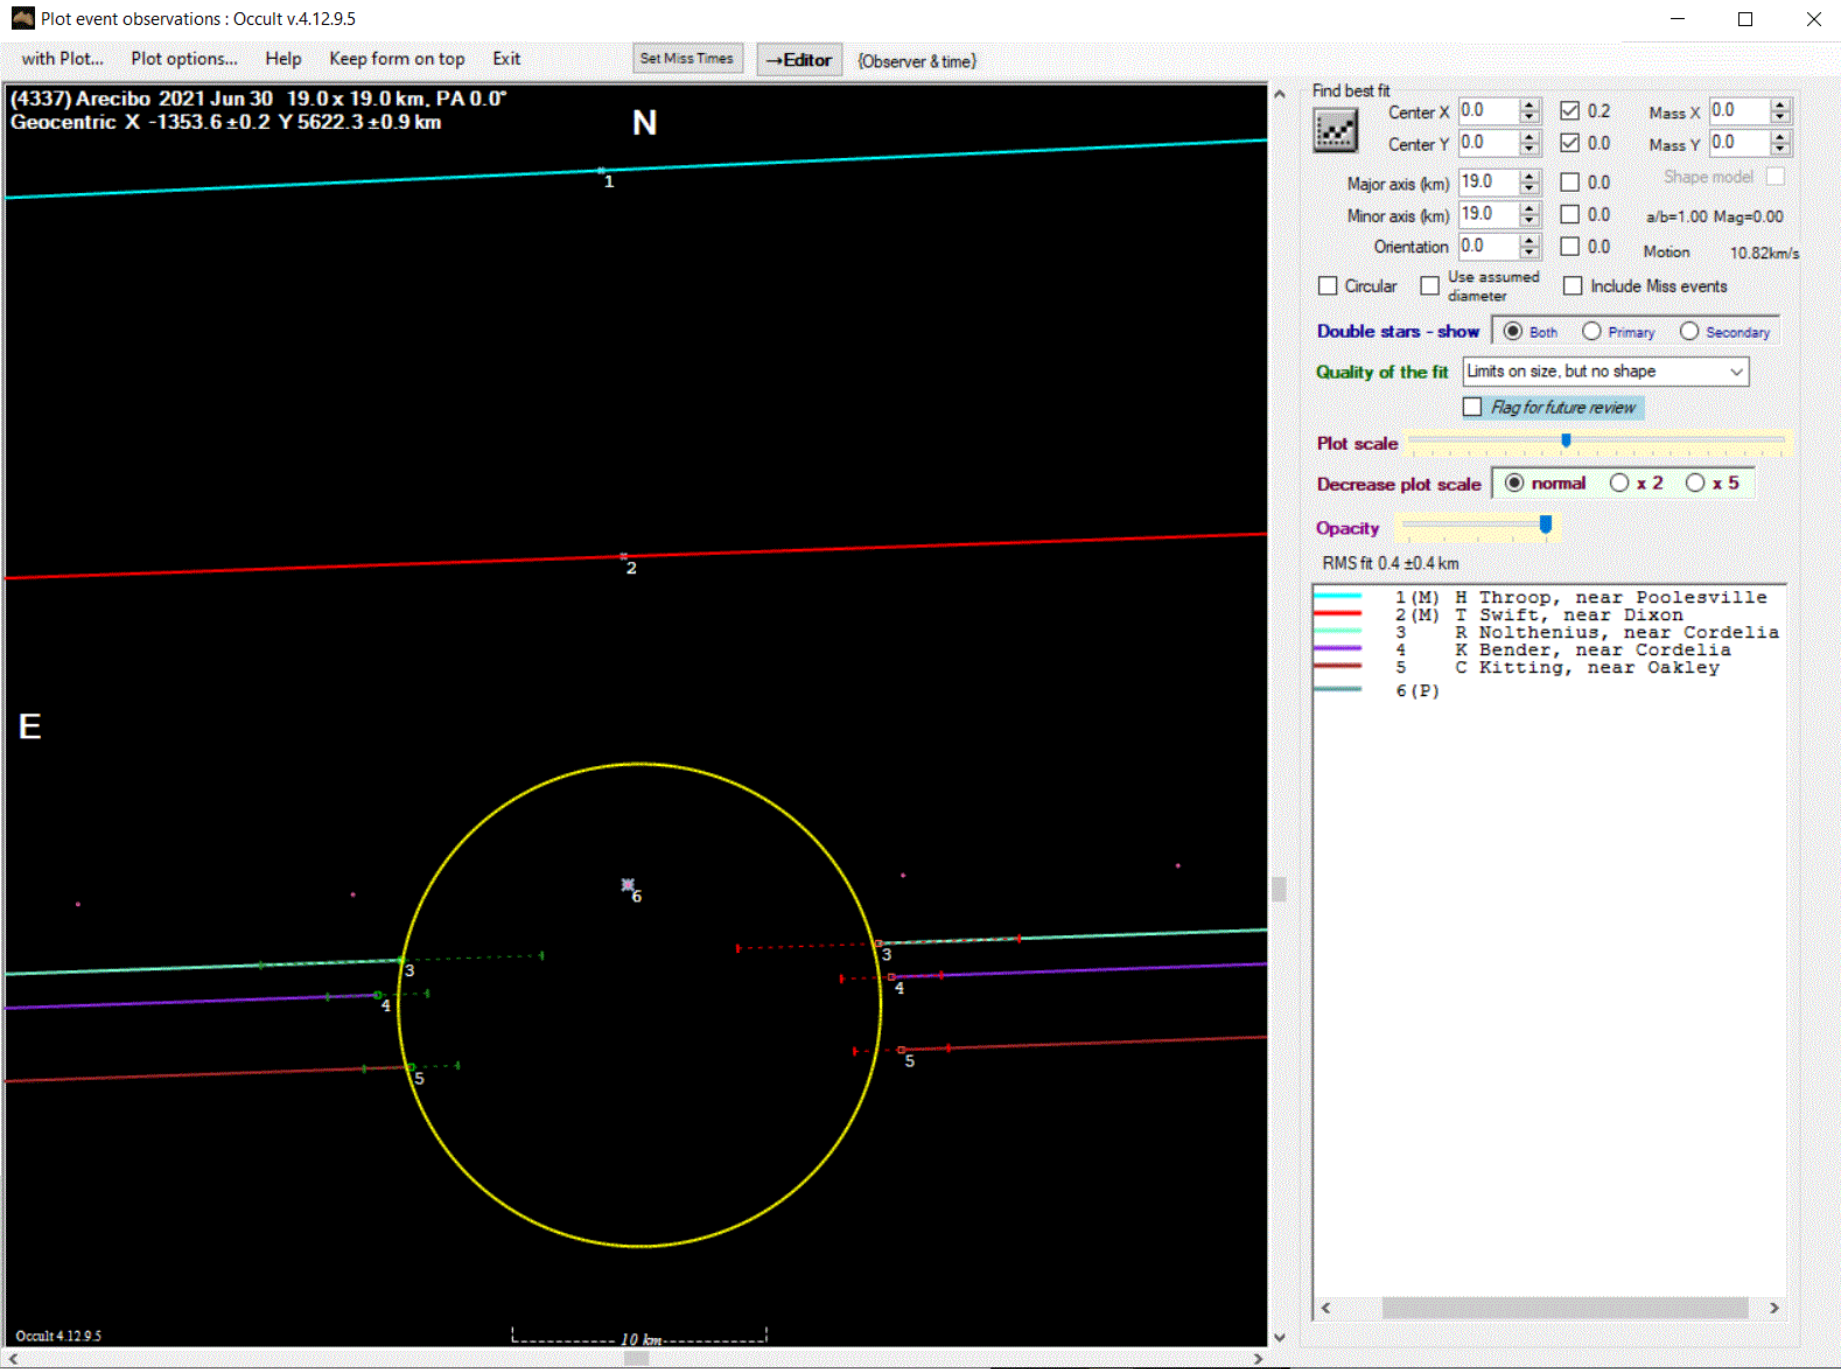 Plot event observations : Occult v.4.12.9.5
with Plot... Plot options... Help Keep form on top Exit Set Miss Times →Editor {Observer & time}
(4337) Arecibo 2021 Jun 30 19.0 x 19.0 km, PA 0.0°
Geocentric X -1353.6 ±0.2 Y 5622.3 ±0.9 km
N
1
2
E
6
3
3
4
4
5
5
10 km
Occult 4.12.9.5
Find best fit
Center X 0.0 0.2 Mass X 0.0
Center Y 0.0 0.0 Mass Y 0.0
Shape model
Major axis (km) 19.0 0.0
Minor axis (km) 19.0 0.0 a/b=1.00 Mag=0.00
Orientation 0.0 0.0 Motion 10.82km/s
Circular Use assumed diameter Include Miss events
Double stars - show Both Primary Secondary
Quality of the fit Limits on size, but no shape
Flag for future review
Plot scale
Decrease plot scale normal x 2 x 5
Opacity
RMS fit 0.4 ±0.4 km
1(M) H Throop, near Poolesville
2(M) T Swift, near Dixon
3 R Nolthenius, near Cordelia
4 K Bender, near Cordelia
5 C Kitting, near Oakley
6(P)